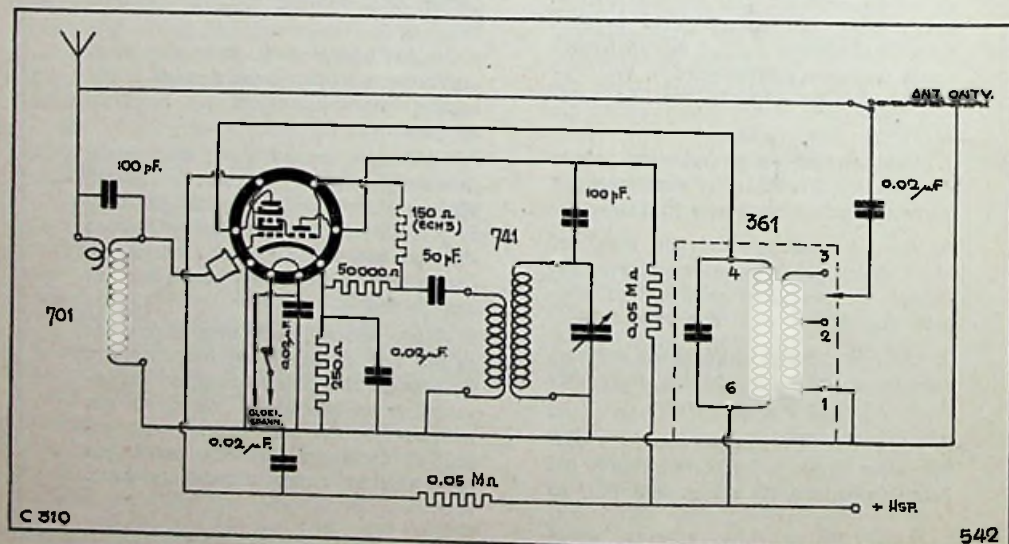 ANT. ONTV.
100 pF.
100 pF.
0.02 µF
150 Ω
(ECH3)
741
361
50 pF.
50000 Ω
3
4
0,05 MΩ
701
0.02 µF.
250 Ω
0.02 µF.
2
6
1
GLOEI.
SPANN.
0.02 µF.
0.05 MΩ
+ HSP.
C 310
542